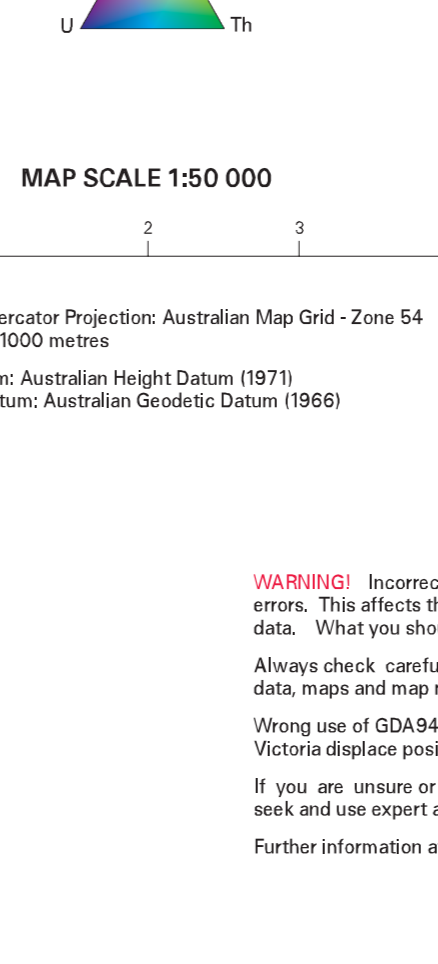 U Th
MAP SCALE 1:50 000
2 3
ercator Projection: Australian Map Grid - Zone 54
1000 metres
m: Australian Height Datum (1971)
tum: Australian Geodetic Datum (1966)
WARNING! Incorrec
errors. This affects th
data. What you shou
Always check carefu
data, maps and map r
Wrong use of GDA94
Victoria displace posi
If you are unsure or
seek and use expert a
Further information a